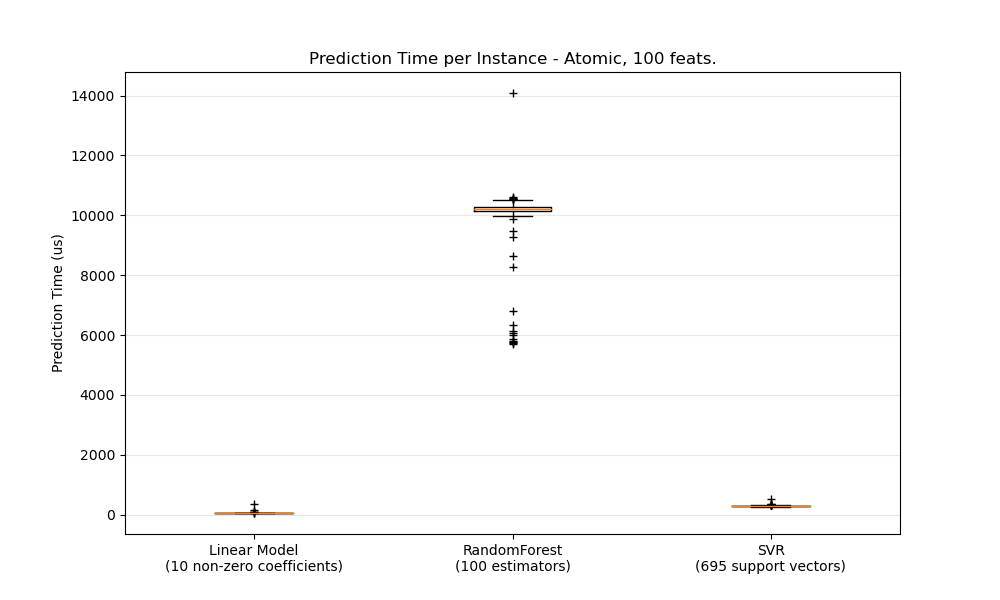 Prediction Time per Instance - Atomic, 100 feats.
14000
12000
10000
8000
6000
4000
2000
0
Prediction Time (us)
Linear Model
(10 non-zero coefficients)
RandomForest
(100 estimators)
SVR
(695 support vectors)